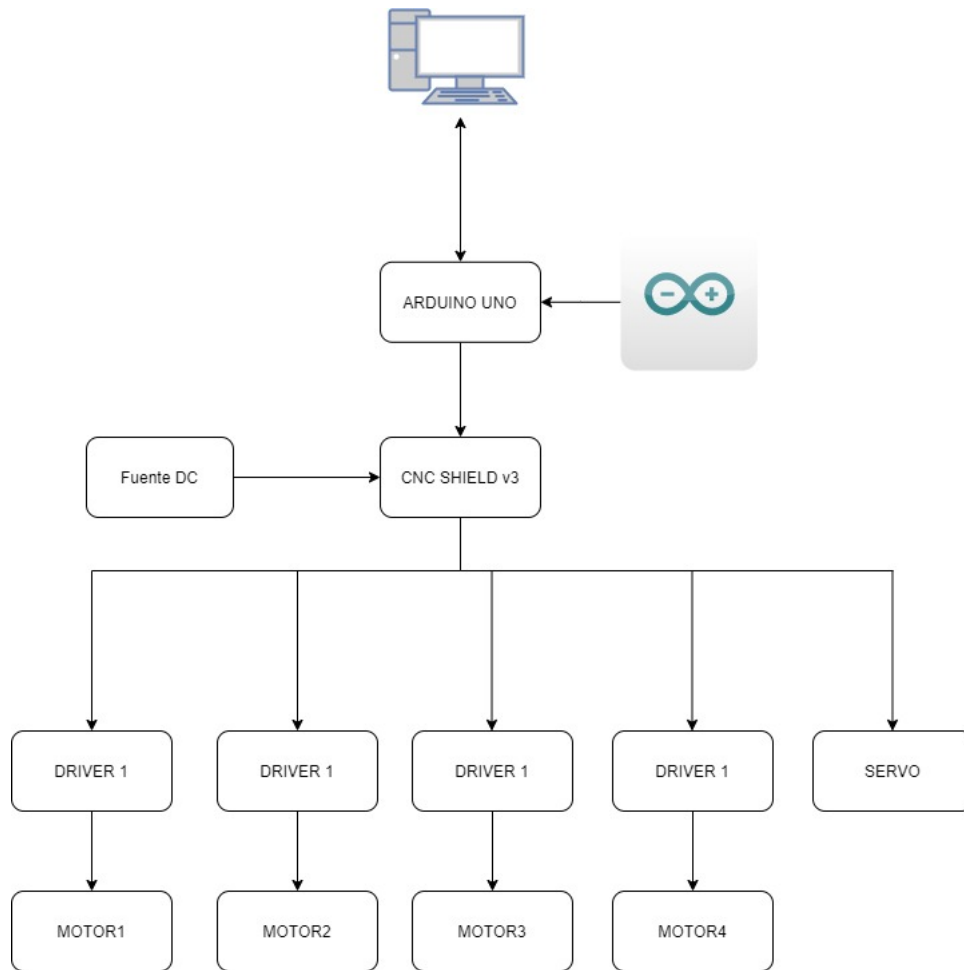 ARDUINO UNO
Fuente DC
CNC SHIELD v3
DRIVER 1
DRIVER 1
DRIVER 1
DRIVER 1
SERVO
MOTOR1
MOTOR2
MOTOR3
MOTOR4